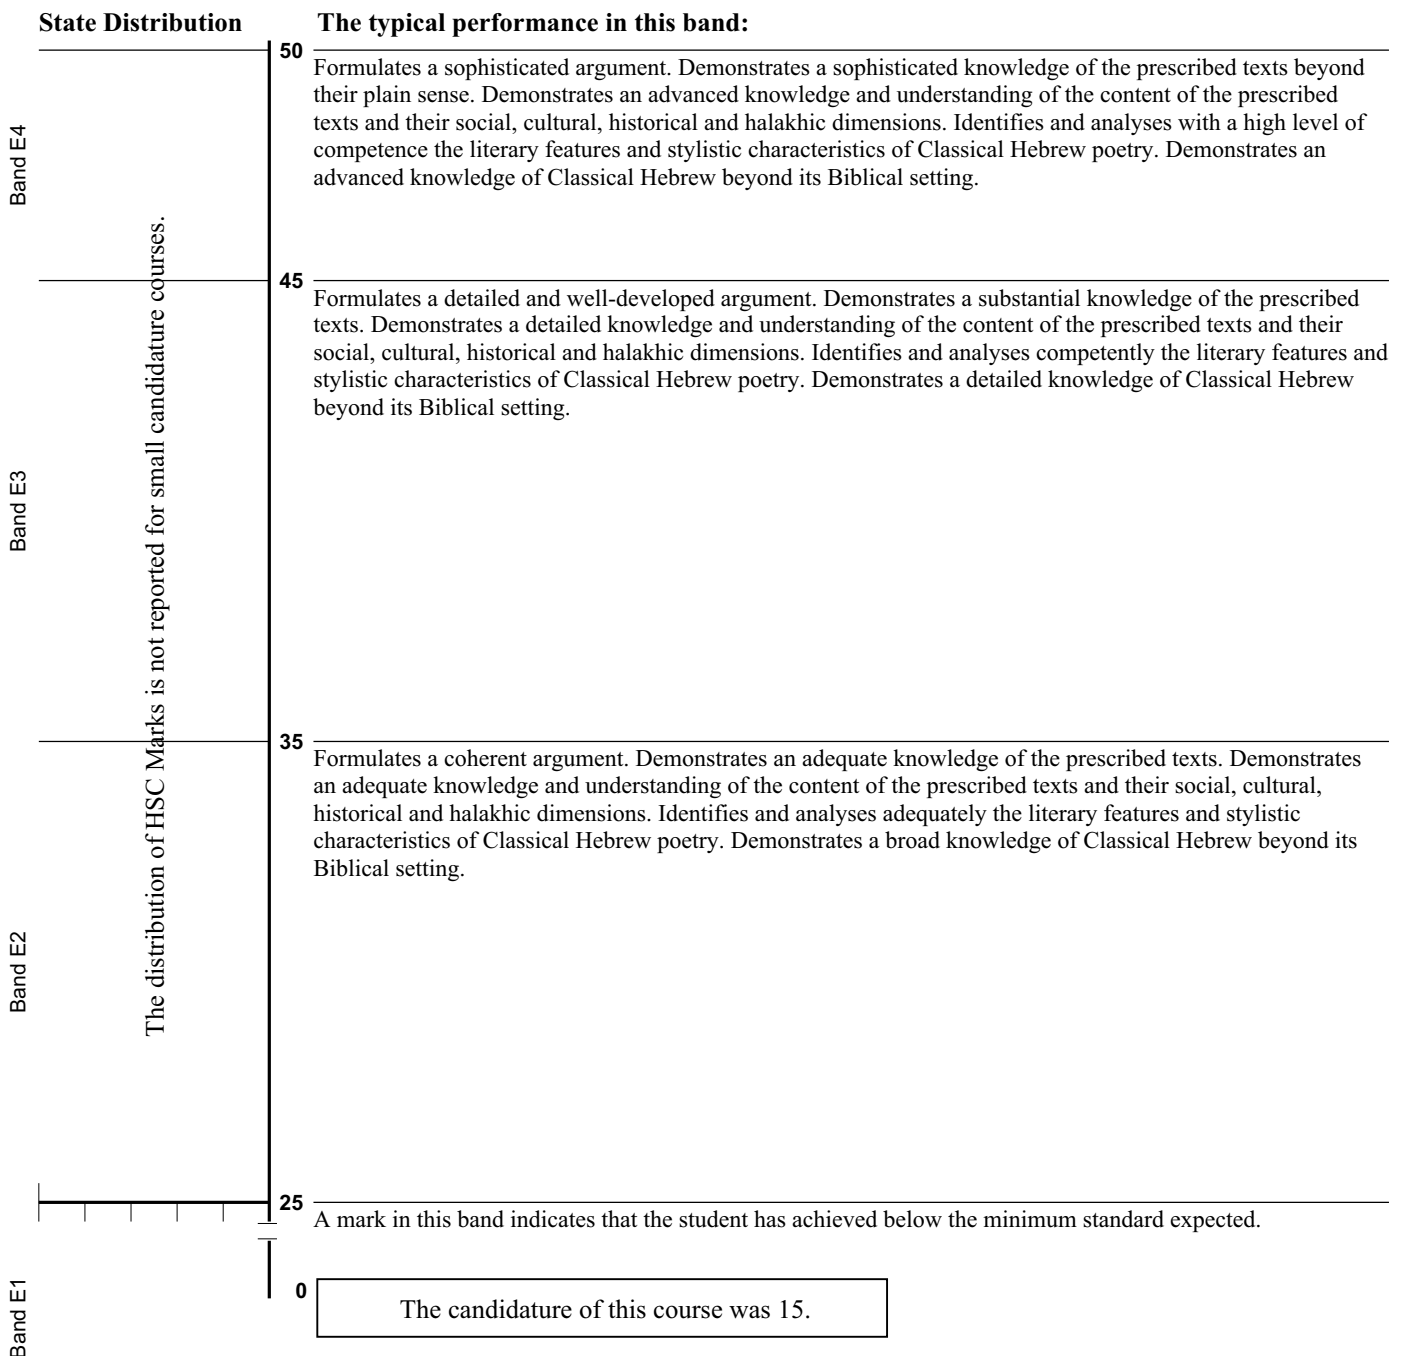 State Distribution
The typical performance in this band:
50
Formulates a sophisticated argument. Demonstrates a sophisticated knowledge of the prescribed texts beyond
their plain sense. Demonstrates an advanced knowledge and understanding of the content of the prescribed
texts and their social, cultural, historical and halakhic dimensions. Identifies and analyses with a high level of
competence the literary features and stylistic characteristics of Classical Hebrew poetry. Demonstrates an
advanced knowledge of Classical Hebrew beyond its Biblical setting.
Band E4
The distribution of HSC Marks is not reported for small candidature courses.
45
Formulates a detailed and well-developed argument. Demonstrates a substantial knowledge of the prescribed
texts. Demonstrates a detailed knowledge and understanding of the content of the prescribed texts and their
social, cultural, historical and halakhic dimensions. Identifies and analyses competently the literary features and
stylistic characteristics of Classical Hebrew poetry. Demonstrates a detailed knowledge of Classical Hebrew
beyond its Biblical setting.
Band E3
35
Formulates a coherent argument. Demonstrates an adequate knowledge of the prescribed texts. Demonstrates
an adequate knowledge and understanding of the content of the prescribed texts and their social, cultural,
historical and halakhic dimensions. Identifies and analyses adequately the literary features and stylistic
characteristics of Classical Hebrew poetry. Demonstrates a broad knowledge of Classical Hebrew beyond its
Biblical setting.
Band E2
25
A mark in this band indicates that the student has achieved below the minimum standard expected.
Band E1
0
The candidature of this course was 15.